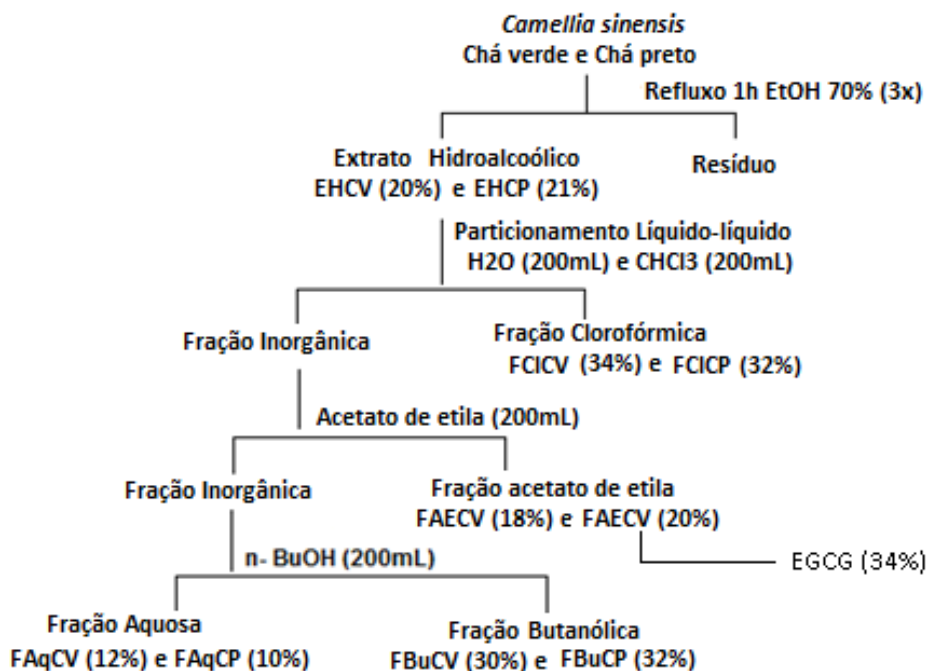 Camellia sinensis
Chá verde e Chá preto
Refluxo 1h EtOH 70% (3x)
Extrato Hidroalcoólico
EHCV (20%) e EHCP (21%)
Resíduo
Particionamento Líquido-líquido
H2O (200mL) e CHCl3 (200mL)
Fração Inorgânica
Fração Clorofórmica
FClCV (34%) e FClCP (32%)
Acetato de etila (200mL)
Fração Inorgânica
Fração acetato de etila
FAECV (18%) e FAECV (20%)
EGCG (34%)
n- BuOH (200mL)
Fração Aquosa
FAqCV (12%) e FAqCP (10%)
Fração Butanólica
FBuCV (30%) e FBuCP (32%)